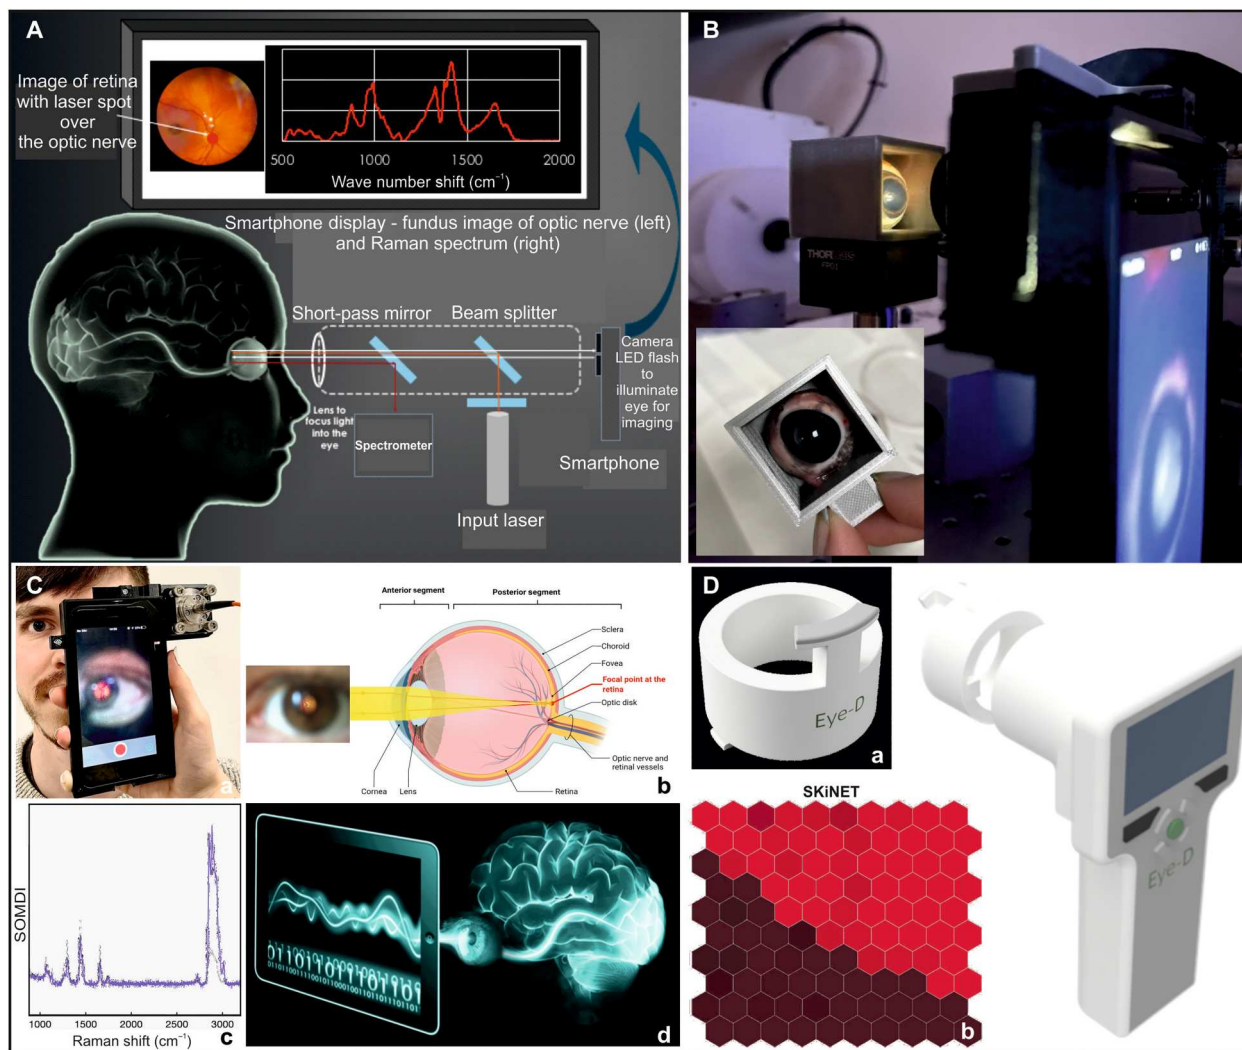 A
Image of retina
with laser spot
over
the optic nerve
500
1000
1500
2000
Wave number shift (cm⁻¹)
Smartphone display - fundus image of optic nerve (left)
and Raman spectrum (right)
Short-pass mirror
Beam splitter
Camera
LED flash
to
illuminate
eye for
imaging
Lens to
focus light
into the
eye
Spectrometer
Smartphone
Input laser
B
THORLABS
C
a
Anterior segment
Posterior segment
Sclera
Choroid
Fovea
Focal point at the
retina
Optic disk
Optic nerve and
retinal vessels
Cornea
Lens
Retina
b
SOMDI
1000
1500
2000
2500
3000
Raman shift (cm⁻¹)
c
d
D
Eye-D
a
Eye-D
SKiNET
b